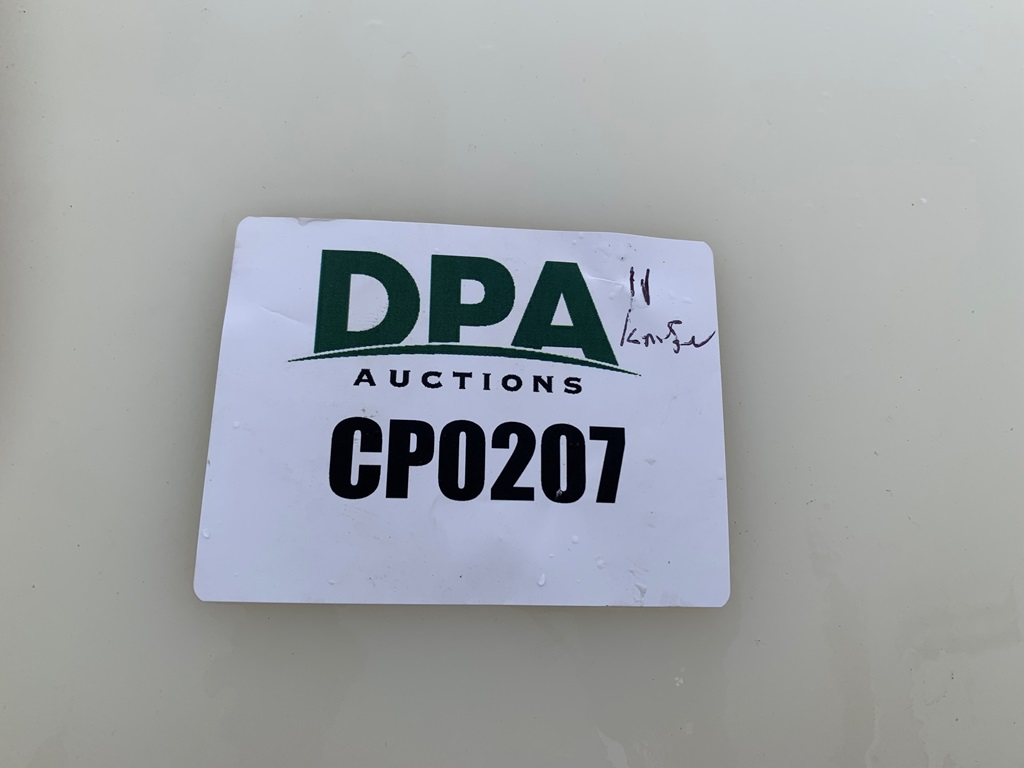 DPA
AUCTIONS
11
CP0207